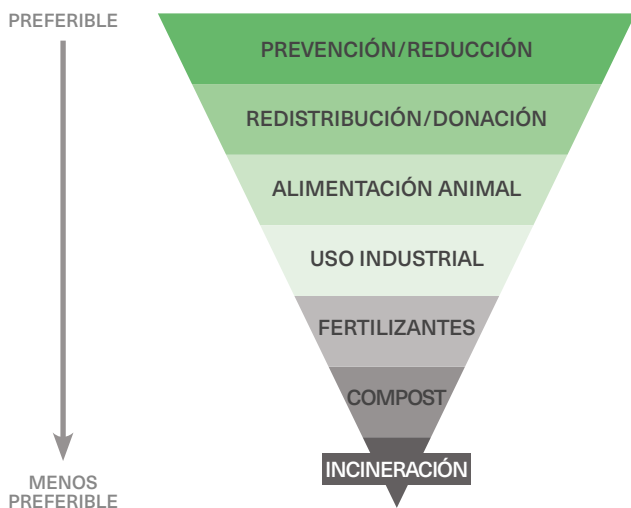 PREFERIBLE
PREVENCIÓN/REDUCCIÓN
REDISTRIBUCIÓN/DONACIÓN
ALIMENTACIÓN ANIMAL
USO INDUSTRIAL
FERTILIZANTES
COMPOST
INCINERACIÓN
MENOS
PREFERIBLE